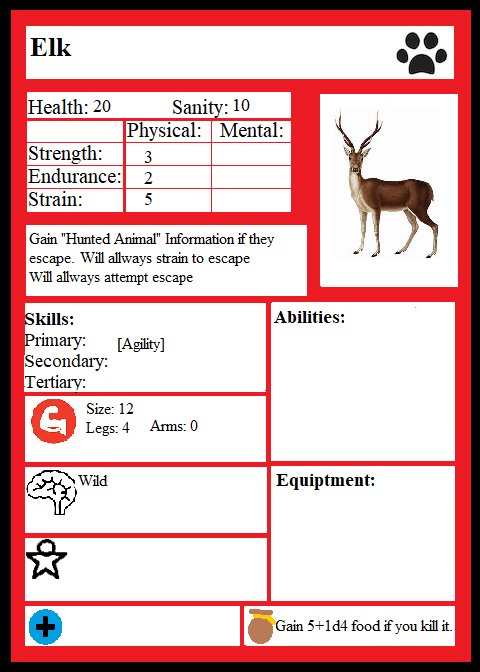 Elk
Health: 20 Sanity: 10
Physical: Mental:
Strength: 3
Endurance: 2
Strain: 5
Gain "Hunted Animal" Information if they
escape. Will allways strain to escape
Will allways attempt escape
Skills:
Primary: [Agility]
Secondary:
Tertiary:
Abilities:
Size: 12
Legs: 4 Arms: 0
Wild
Equiptment:
Gain 5+1d4 food if you kill it.